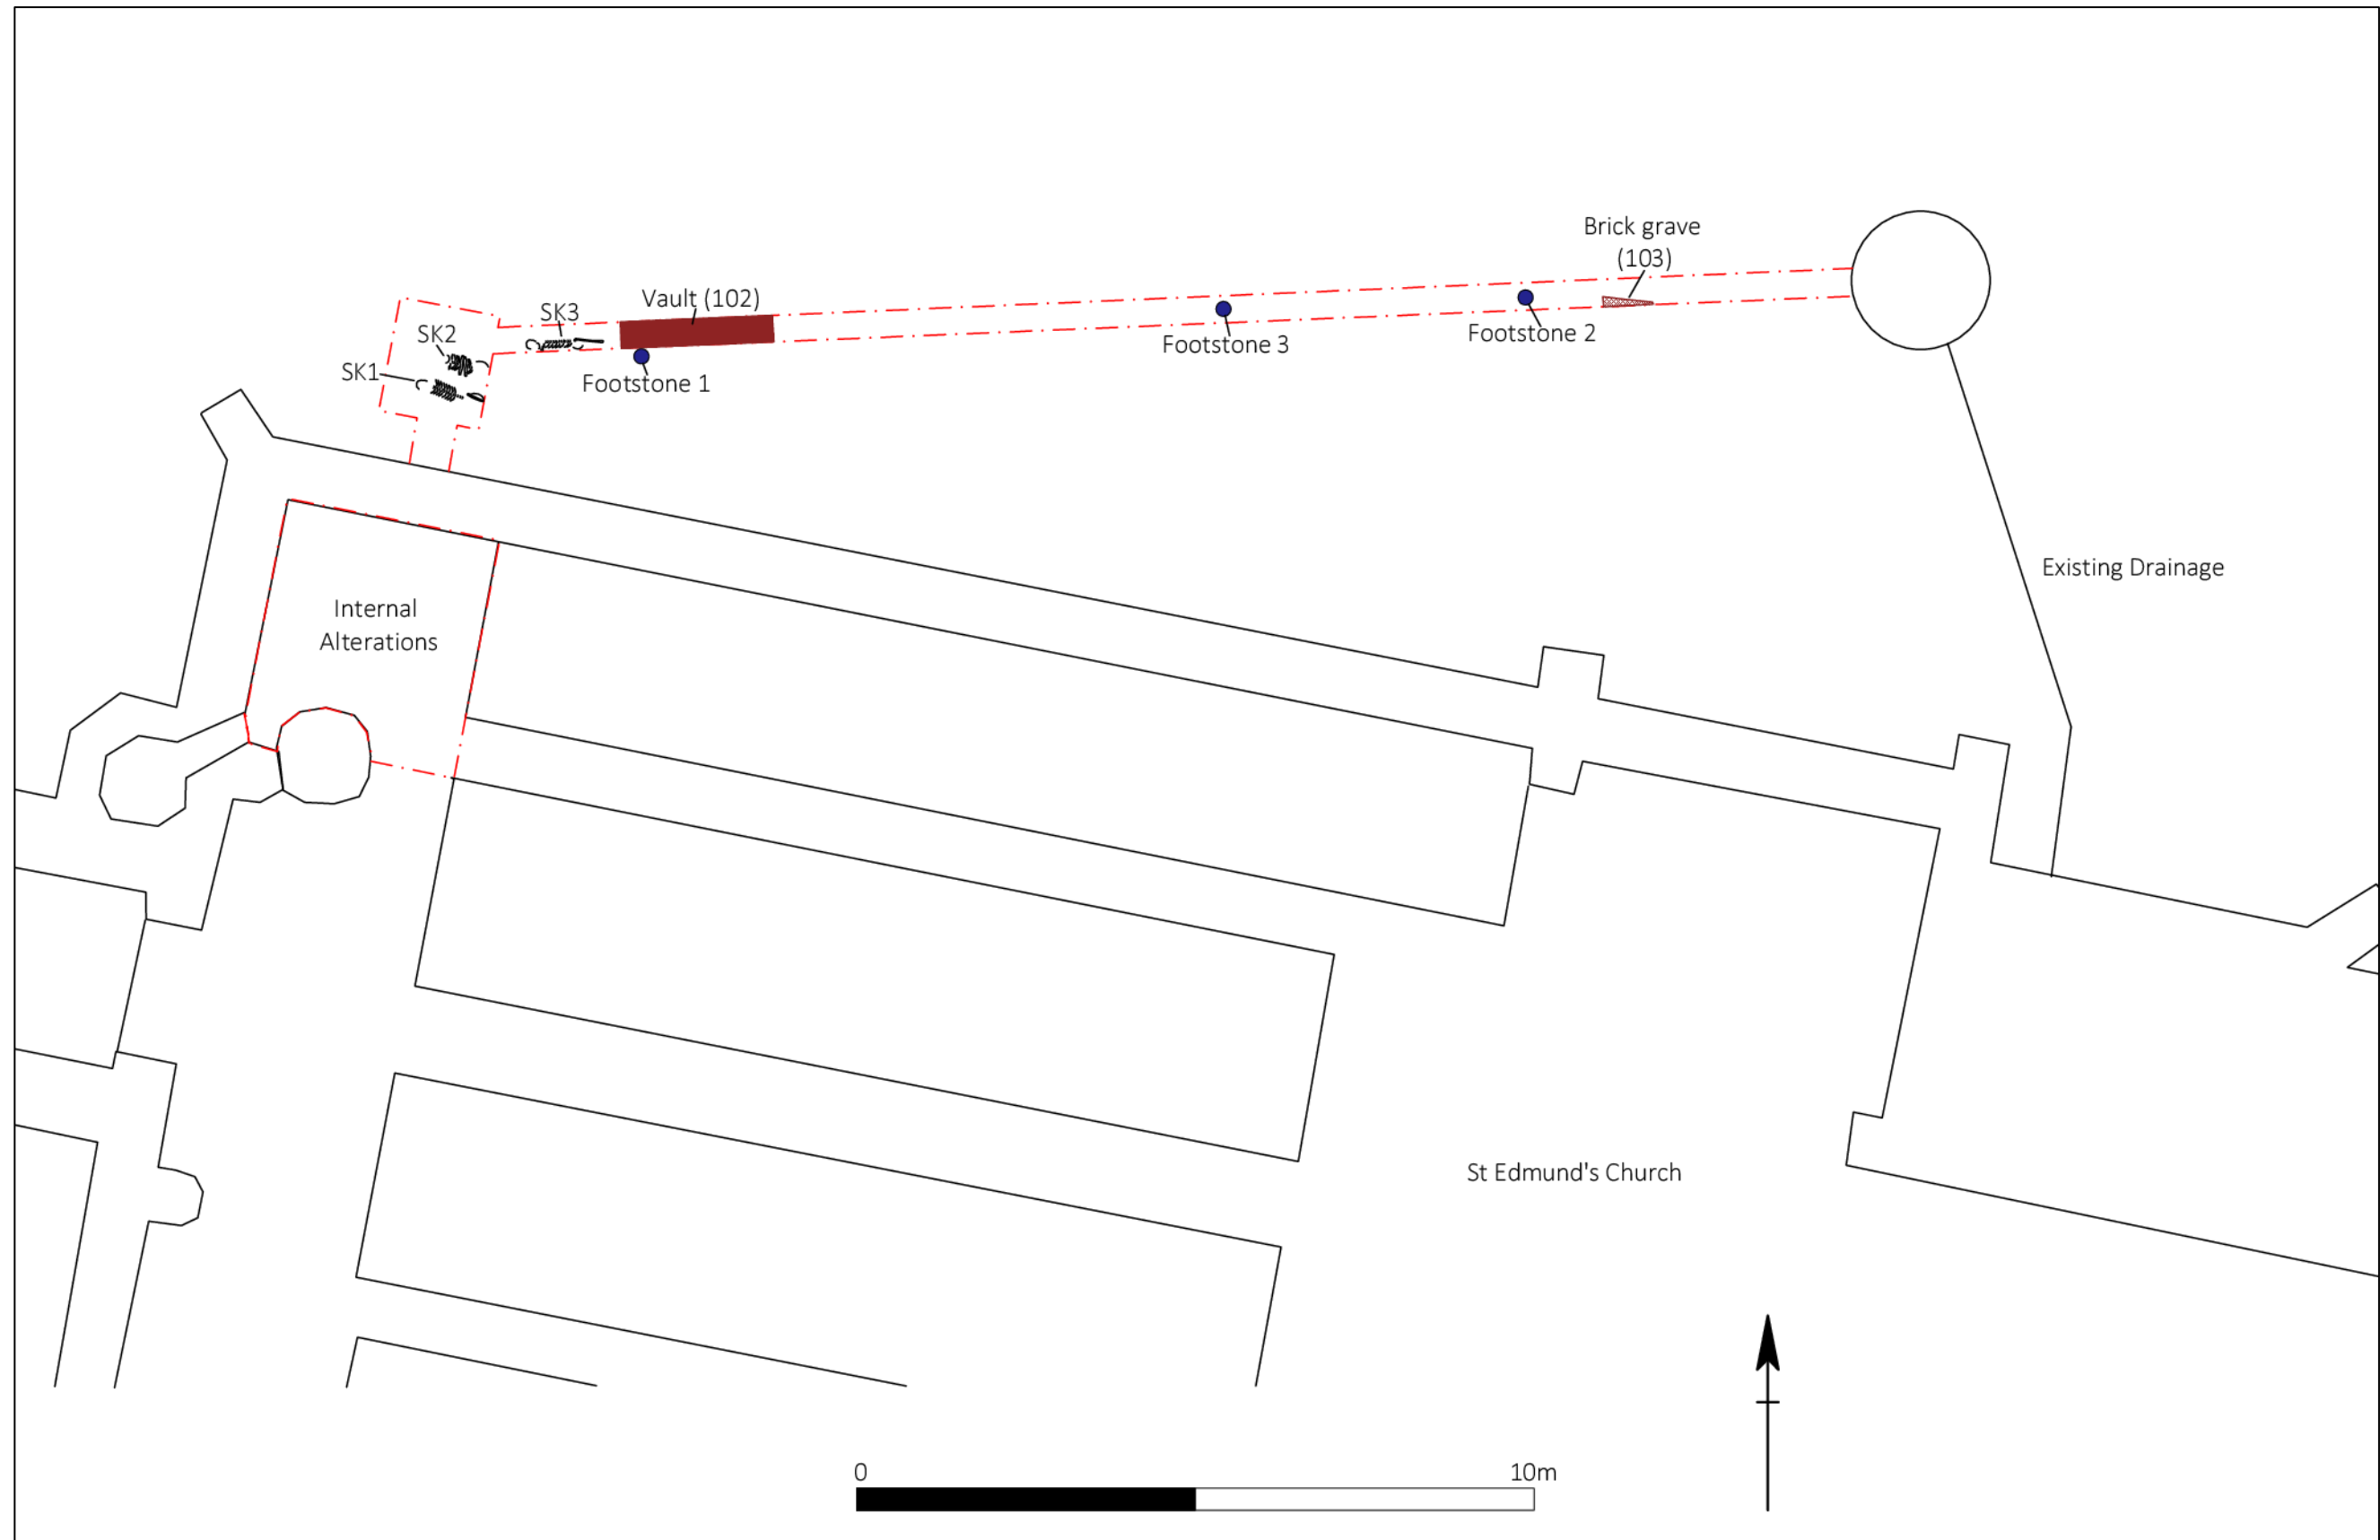 Brick grave
(103)
Vault (102)
SK3
SK2
SK1
Footstone 1
Footstone 3
Footstone 2
Existing Drainage
Internal
Alterations
St Edmund's Church
0
10m